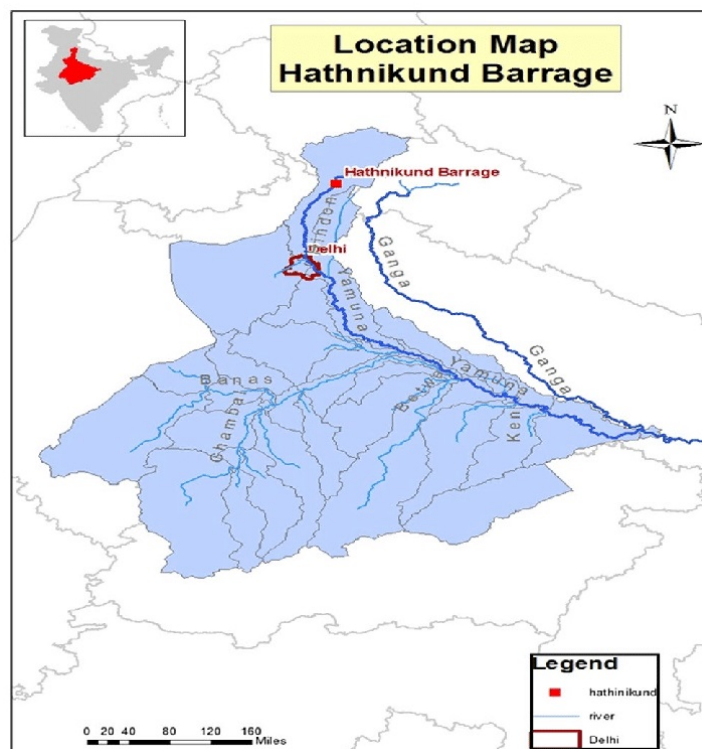 Location Map
Hathnikund Barrage
N
Hathnikund Barrage
Hindon
Delhi
Ganga
Yamuna
Ganga
Yamuna
Banas
Betwa
Ken
Chambal
Legend
hathinikund
river
Delhi
0 20 40 80 120 160
Miles